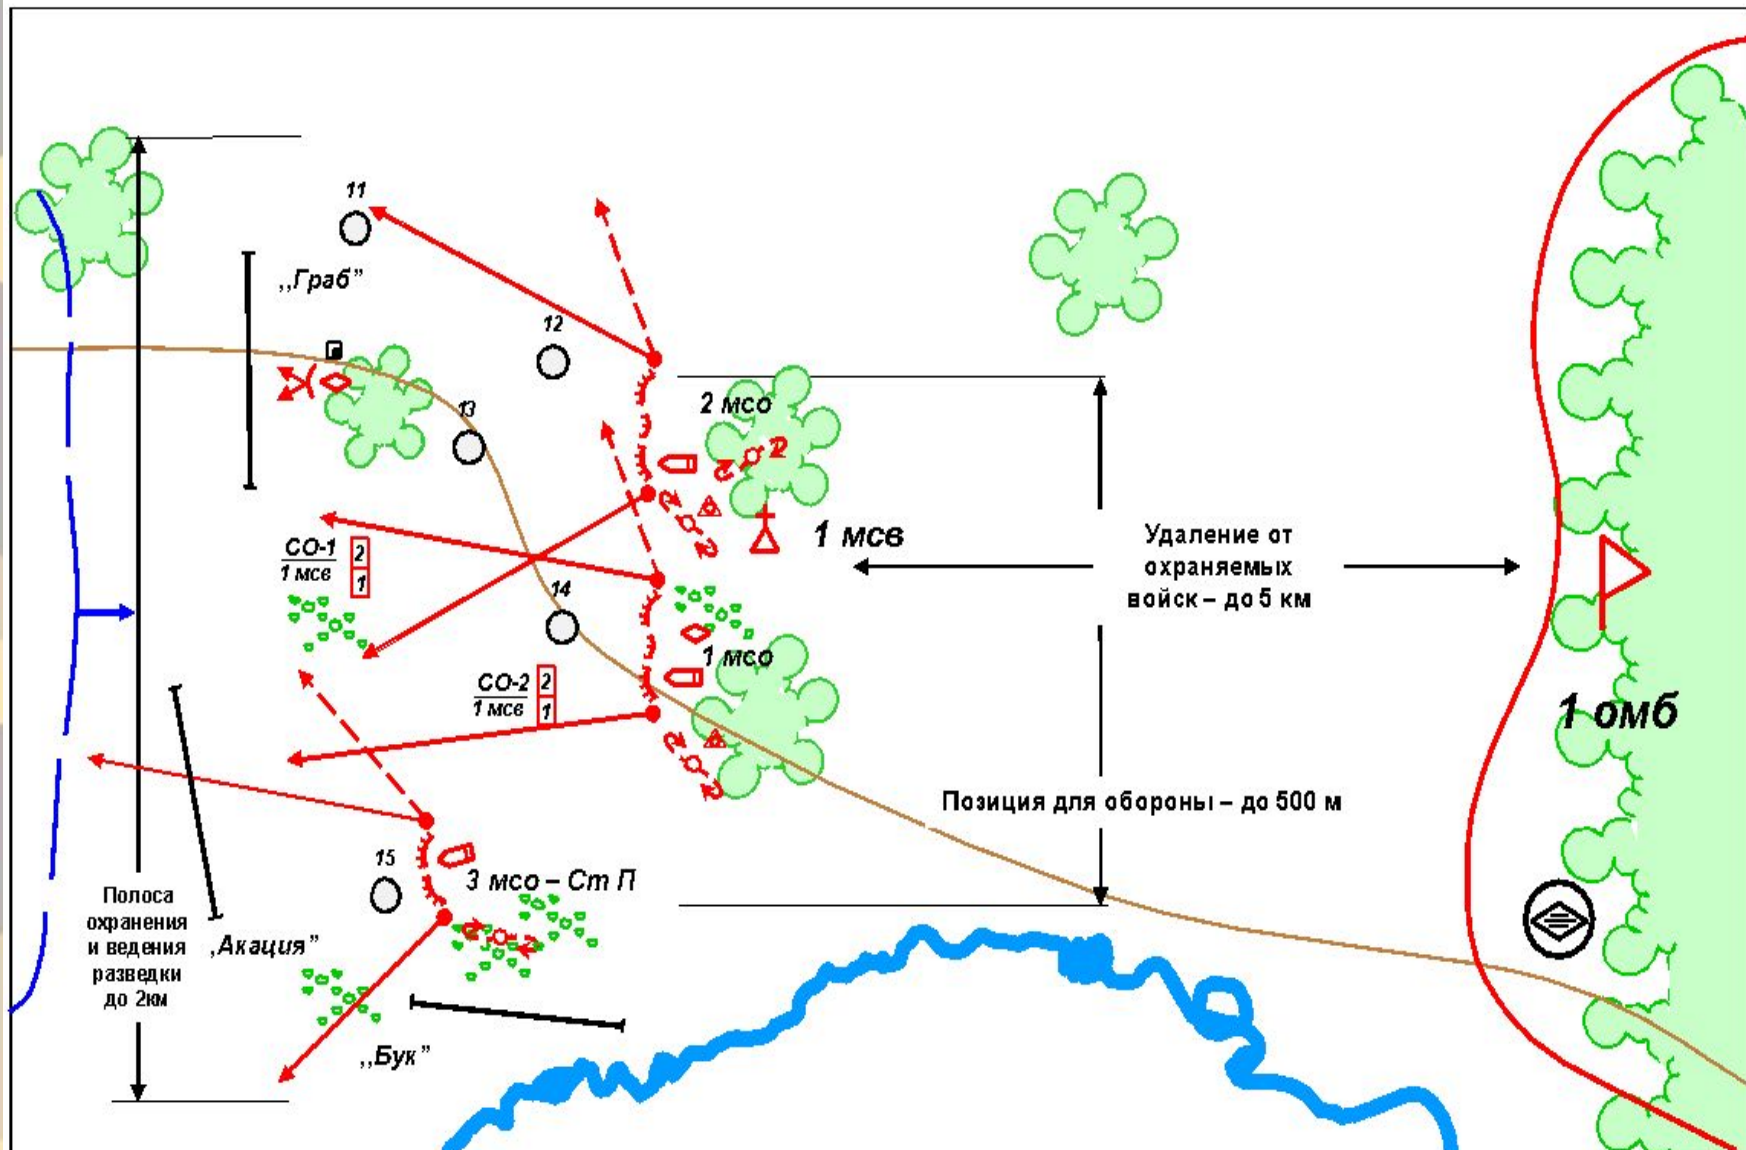 11
,,Граб”
12
13
2 мсо
1 мсв
СО-1
1 мсв
2
1
14
Удаление от
охраняемых
войск – до 5 км
1 мсо
СО-2
1 мсв
2
1
1 омб
Позиция для обороны – до 500 м
15
3 мсо – Ст П
Полоса
охранения
и ведения
разведки
до 2км
,Акация”
,,Бук”